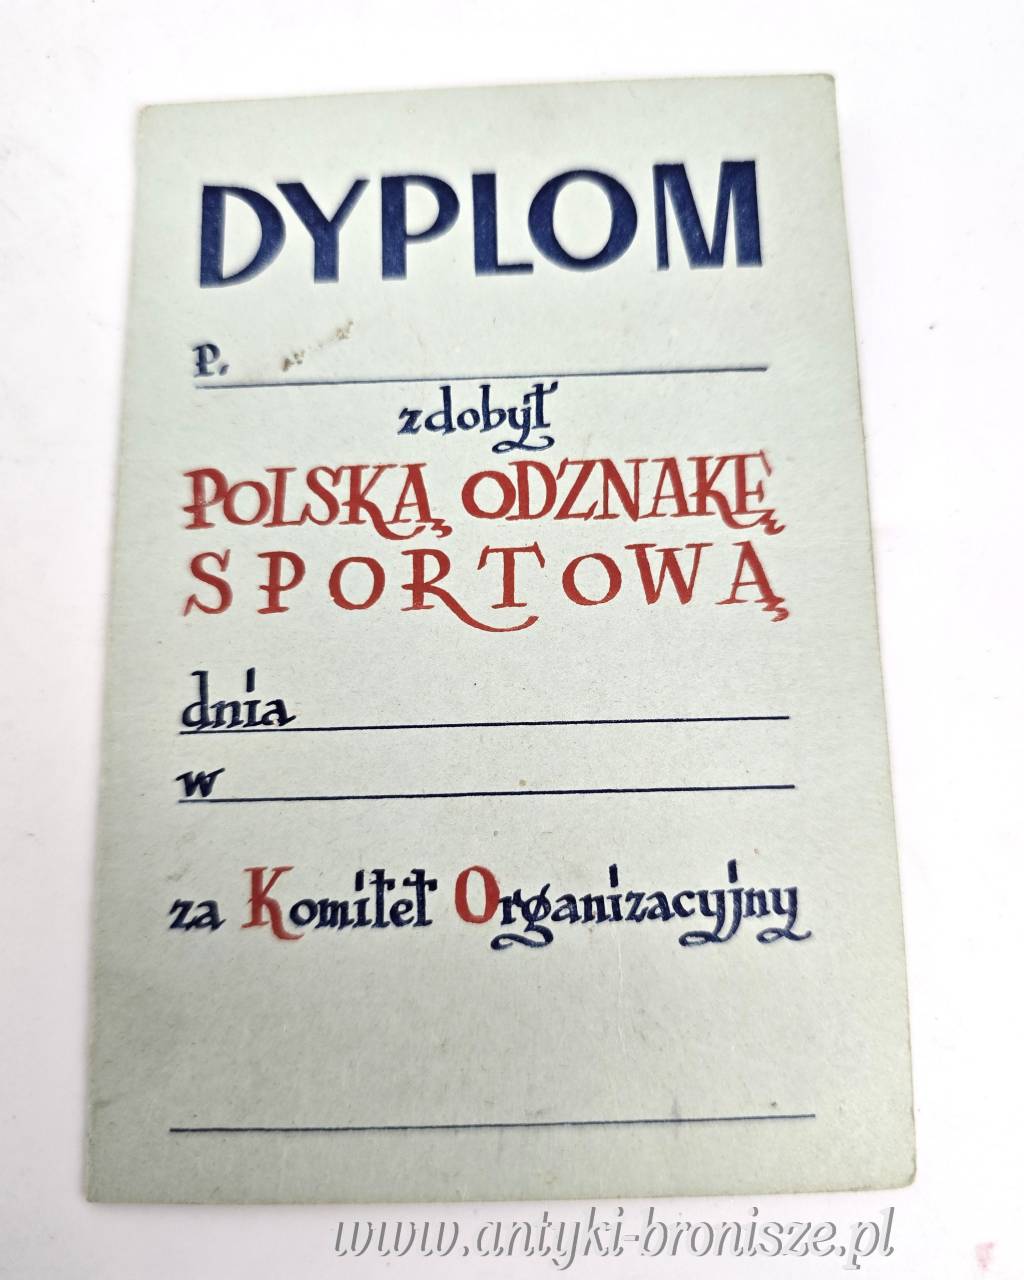 DYPLOM
P.
zdobył
POLSKĄ ODZNAKĘ
SPORTOWĄ
dnia
w
za Komitet Organizacyjny
www.antyki-bronisze.pl